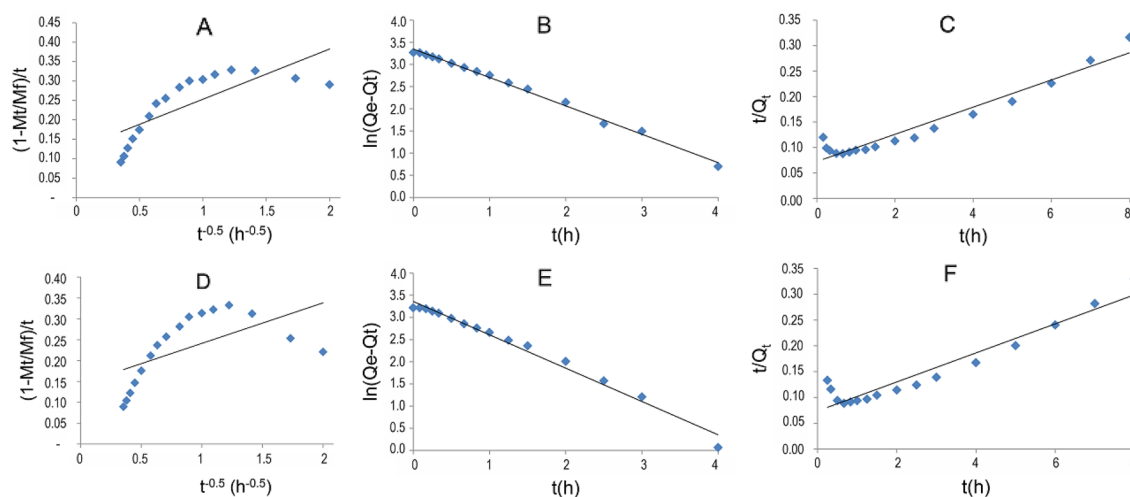 A
(1-Mt/Mf)/t
0.45
0.40
0.35
0.30
0.25
0.20
0.15
0.10
0.05
-
0 0.5 1 1.5 2
t-0.5 (h-0.5)
B
ln(Qe-Qt)
4.0
3.5
3.0
2.5
2.0
1.5
1.0
0.5
0.0
0 1 2 3 4
t(h)
C
t/Qt
0.35
0.30
0.25
0.20
0.15
0.10
0.05
0.00
0 2 4 6 8
t(h)
D
(1-Mt/Mf)/t
0.40
0.35
0.30
0.25
0.20
0.15
0.10
0.05
-
0 0.5 1 1.5 2
t-0.5 (h-0.5)
E
ln(Qe-Qt)
4.0
3.5
3.0
2.5
2.0
1.5
1.0
0.5
0.0
0 1 2 3 4
t(h)
F
t/Qt
0.35
0.30
0.25
0.20
0.15
0.10
0.05
0.00
0 2 4 6
t(h)